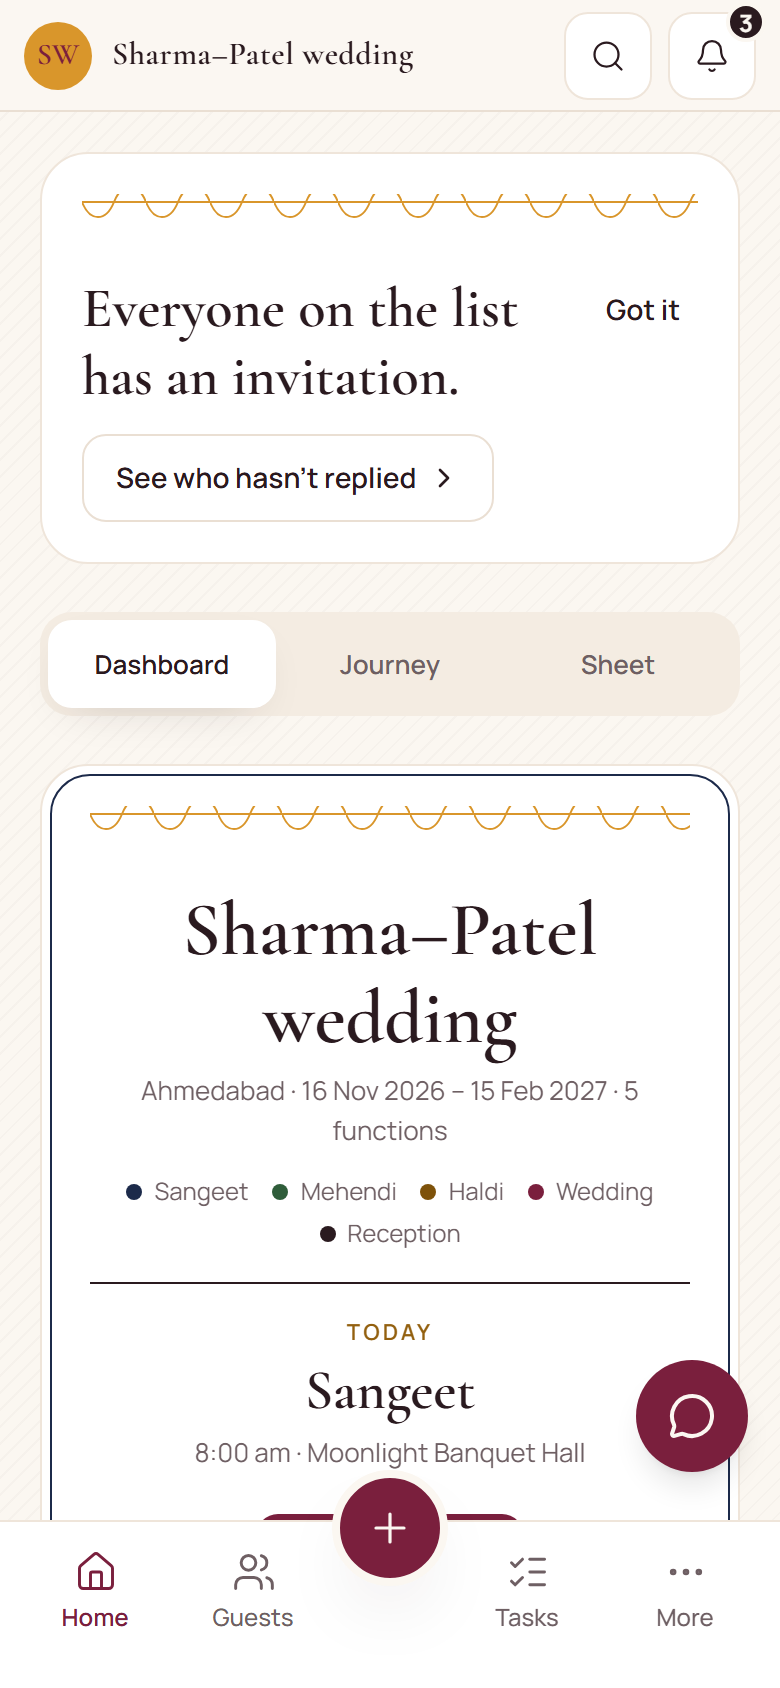 SW
Sharma–Patel wedding
3
Everyone on the list
has an invitation.
Got it
See who hasn't replied
Dashboard
Journey
Sheet
Sharma–Patel
wedding
Ahmedabad · 16 Nov 2026 – 15 Feb 2027 · 5
functions
Sangeet
Mehendi
Haldi
Wedding
Reception
TODAY
Sangeet
8:00 am · Moonlight Banquet Hall
Home
Guests
Tasks
More